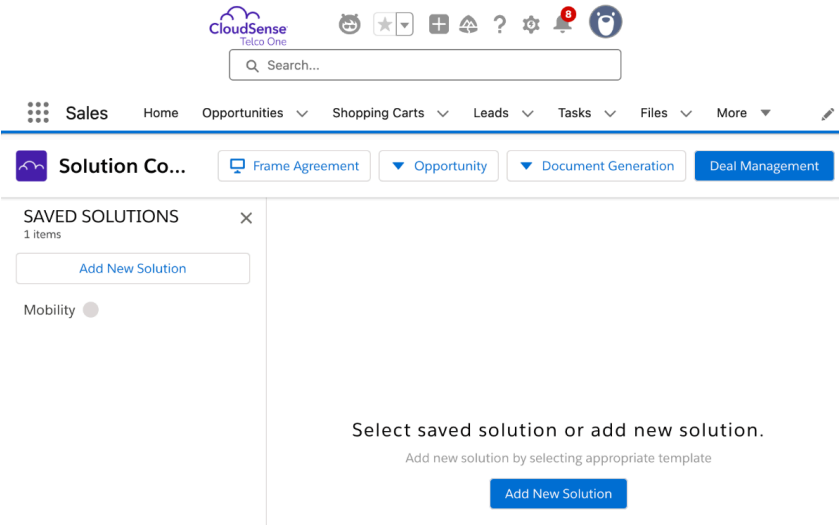 CloudSense
Telco One
8
Search...
Sales Home Opportunities Shopping Carts Leads Tasks Files More
Solution Co... Frame Agreement Opportunity Document Generation Deal Management
SAVED SOLUTIONS
1 items
Add New Solution
Mobility
Select saved solution or add new solution.
Add new solution by selecting appropriate template
Add New Solution